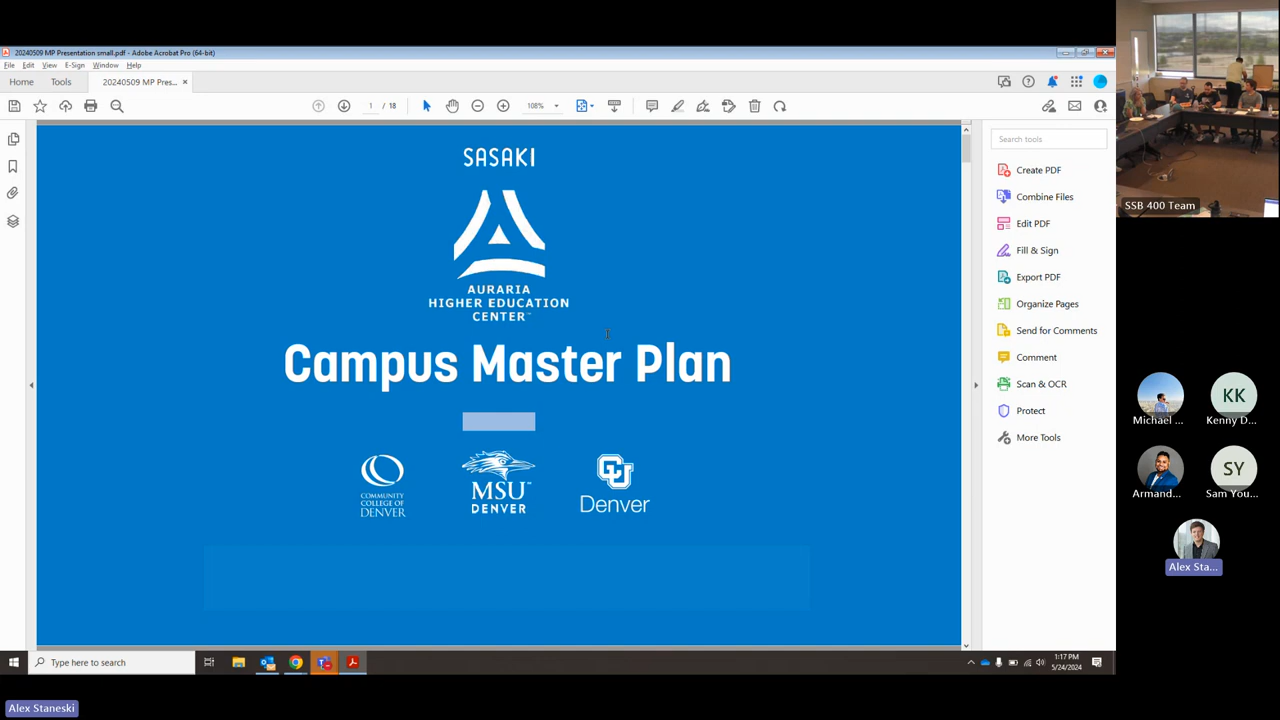 20240509 MP Presentation small.pdf - Adobe Acrobat Pro (64-bit)
File Edit View E-Sign Window Help
Home Tools 20240509 MP Pres... ×
1 / 18 108%
SASAKI
AURARIA
HIGHER EDUCATION
CENTER™
Campus Master Plan
COMMUNITY
COLLEGE OF
DENVER
MSU™
DENVER
CU
Denver
Search tools
Create PDF
Combine Files
Edit PDF
Fill & Sign
Export PDF
Organize Pages
Send for Comments
Comment
Scan & OCR
Protect
More Tools
SSB 400 Team
Michael ...
KK
Kenny D...
Armand...
SY
Sam You...
Alex Sta...
Type here to search
1:17 PM
5/24/2024
Alex Staneski